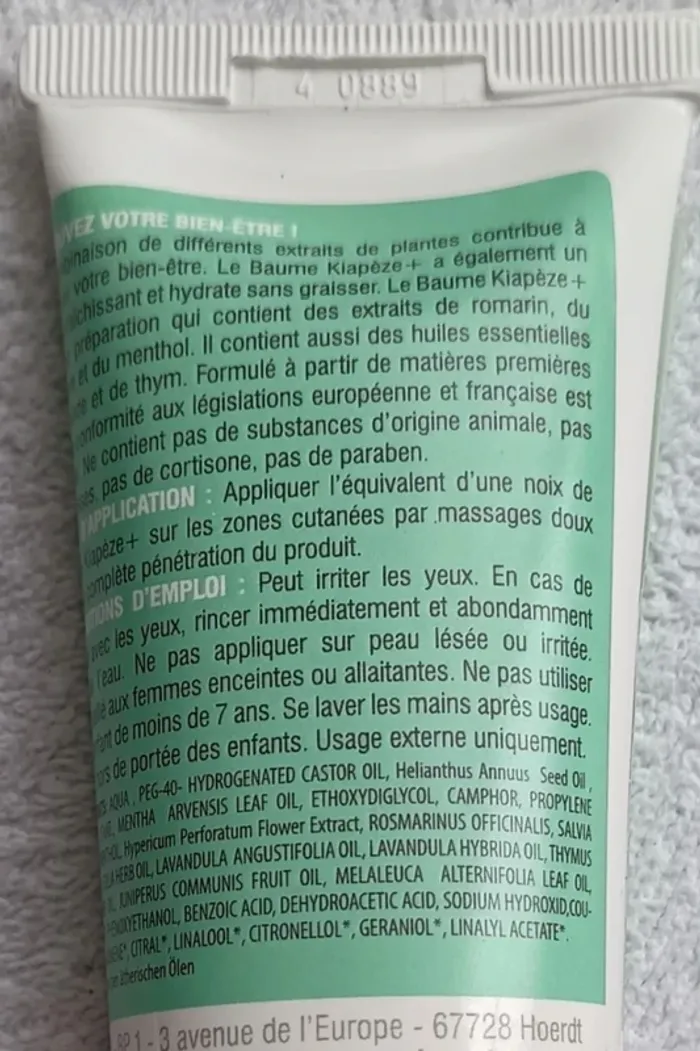 4 0889
VOTRE BIEN-ÊTRE !
de différents extraits de plantes contribue à
votre bien-être. Le Baume Kiapèze+ a également un
et hydrate sans graisser. Le Baume Kiapèze+
préparation qui contient des extraits de romarin, du
et du menthol. Il contient aussi des huiles essentielles
et de thym. Formulé à partir de matières premières
aux législations européenne et française est
Ne contient pas de substances d'origine animale, pas
pas de cortisone, pas de paraben.
APPLICATION : Appliquer l'équivalent d'une noix de
sur les zones cutanées par massages doux
pénétration du produit.
D'EMPLOI : Peut irriter les yeux. En cas de
les yeux, rincer immédiatement et abondamment
l'eau. Ne pas appliquer sur peau lésée ou irritée.
aux femmes enceintes ou allaitantes. Ne pas utiliser
de moins de 7 ans. Se laver les mains après usage.
de portée des enfants. Usage externe uniquement.
AQUA, PEG-40- HYDROGENATED CASTOR OIL, Helianthus Annuus Seed Oil,
MENTHA ARVENSIS LEAF OIL, ETHOXYDIGLYCOL, CAMPHOR, PROPYLENE
Hypericum Perforatum Flower Extract, ROSMARINUS OFFICINALIS, SALVIA
HERB OIL, LAVANDULA ANGUSTIFOLIA OIL, LAVANDULA HYBRIDA OIL, THYMUS
JUNIPERUS COMMUNIS FRUIT OIL, MELALEUCA ALTERNIFOLIA LEAF OIL,
BENZOIC ACID, DEHYDROACETIC ACID, SODIUM HYDROXID,COU-
CITRAL*, LINALOOL*, CITRONELLOL*, GERANIOL*, LINALYL ACETATE*.
ätherischen Ölen
BP 1 - 3 avenue de l'Europe - 67728 Hoerdt